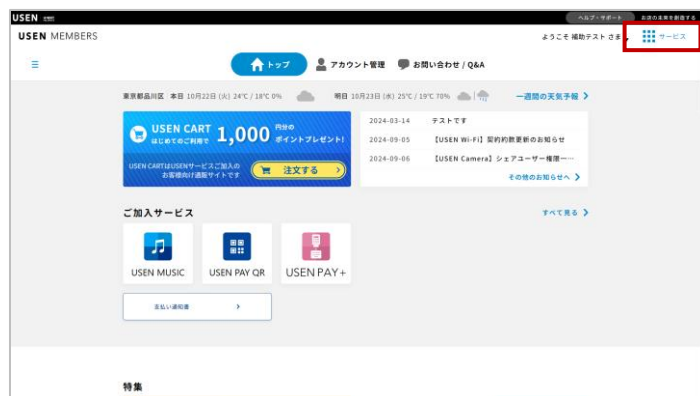 USEN
ヘルプ・サポート お店の未来を創造する
USEN MEMBERS
ようこそ 補助テスト さま
サービス
トップ アカウント管理 お問い合わせ / Q&A
東京都品川区 本日 10月22日 (火) 24℃ / 18℃ 0% 明日 10月23日 (水) 25℃ / 19℃ 70% 一週間の天気予報
USEN CART
はじめてのご利用で 1,000 円分の ポイントプレゼント!
USEN CARTはUSENサービスご加入の
お客様向け通販サイトです
注文する
2024-03-14 テストです
2024-09-05 【USEN Wi-Fi】契約約款更新のお知らせ
2024-09-06 【USEN Camera】シェアユーザー権限一…
その他のお知らせへ
ご加入サービス すべて見る
USEN MUSIC USEN PAY QR USEN PAY+
支払い通知書
特集